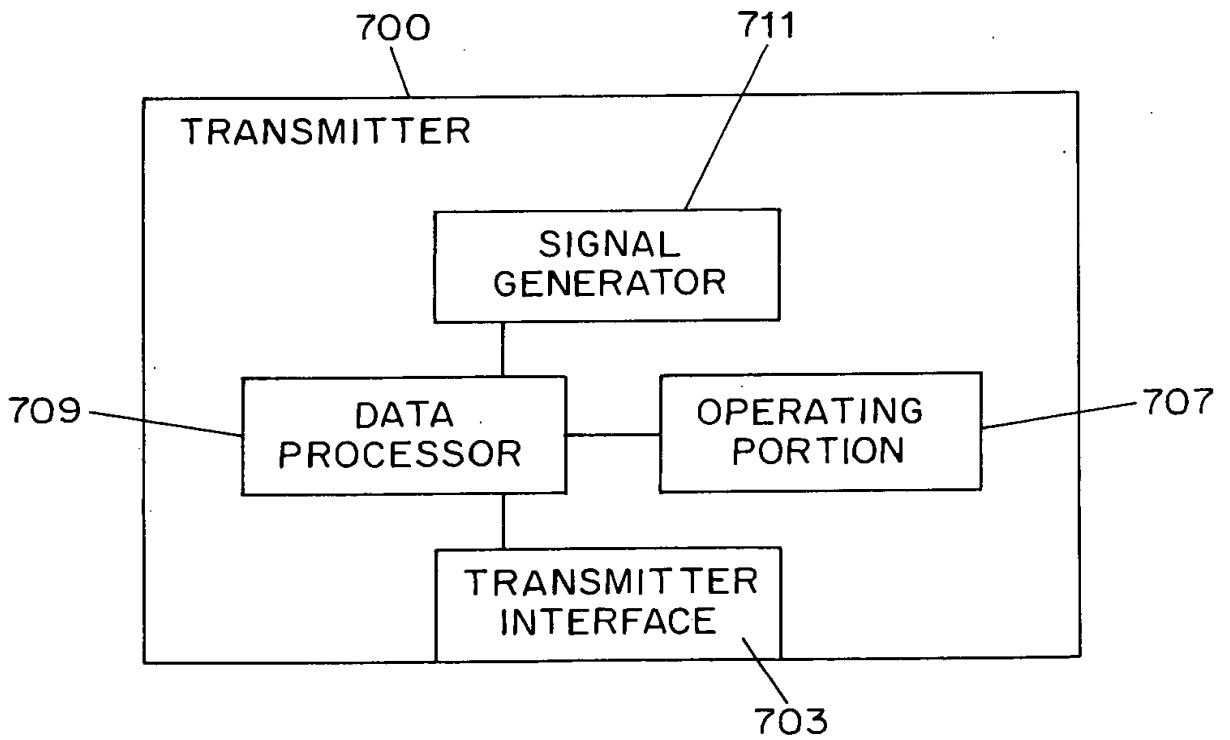 700
711
TRANSMITTER
SIGNAL
GENERATOR
709
DATA
PROCESSOR
OPERATING
PORTION
707
TRANSMITTER
INTERFACE
703